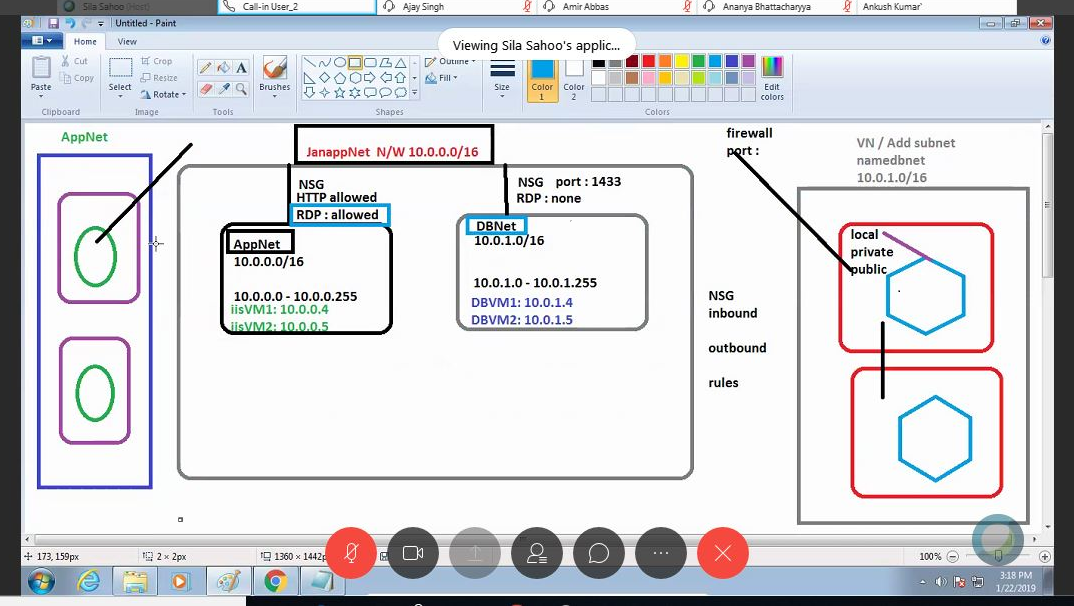 Sila Sahoo (Host)
Call-in User_2
Ajay Singh
Amir Abbas
Ananya Bhattacharyya
Ankush Kumar`
Untitled - Paint
Viewing Sila Sahoo's applic...
Home
View
Paste
Cut
Copy
Clipboard
Select
Crop
Resize
Rotate
Image
A
Tools
Brushes
Outline
Fill
Shapes
Size
Color
1
Color
2
Edit
colors
Colors
AppNet
JanappNet N/W 10.0.0.0/16
NSG
HTTP allowed
RDP : allowed
NSG port : 1433
RDP : none
AppNet
10.0.0.0/16
10.0.0.0 - 10.0.0.255
iisVM1: 10.0.0.4
iisVM2: 10.0.0.5
DBNet
10.0.1.0/16
10.0.1.0 - 10.0.1.255
DBVM1: 10.0.1.4
DBVM2: 10.0.1.5
firewall
port :
NSG
inbound
outbound
rules
VN / Add subnet
namedbnet
10.0.1.0/16
local
private
public
173, 159px
2 × 2px
1360 × 1442p
100%
3:18 PM
1/22/2019